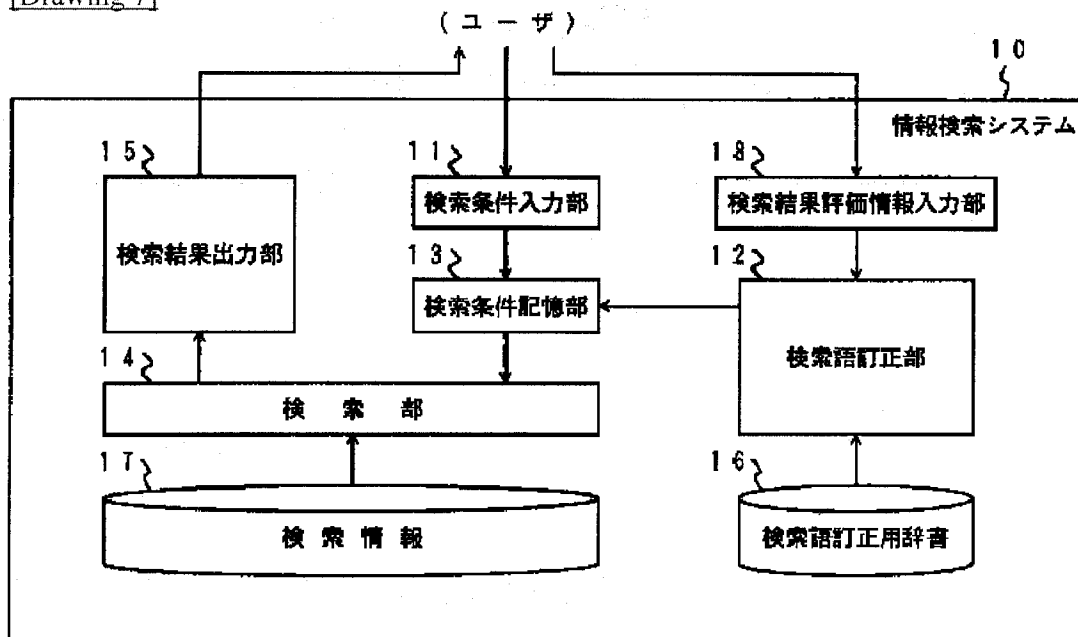 [Drawing 7]
(ユーザ)
10
情報検索システム
15
11
18
検索結果出力部
検索条件入力部
検索結果評価情報入力部
13
12
検索条件記憶部
検索語訂正部
14
検索部
17
16
検索情報
検索語訂正用辞書